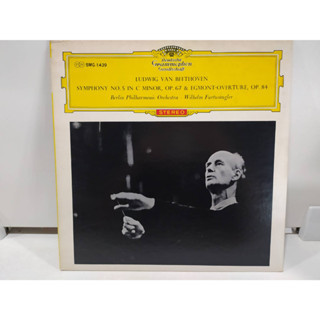 SMG-1439
Deutsche
Grammophon
Gesellschaft
LUDWIG VAN BEETHOVEN
SYMPHONY NO.5 IN C MINOR, OP 67 & EGMONT-OVERTURE, OP 84
Berlin Philharmonic Orchestra Wilhelm Furtwängler
STEREO